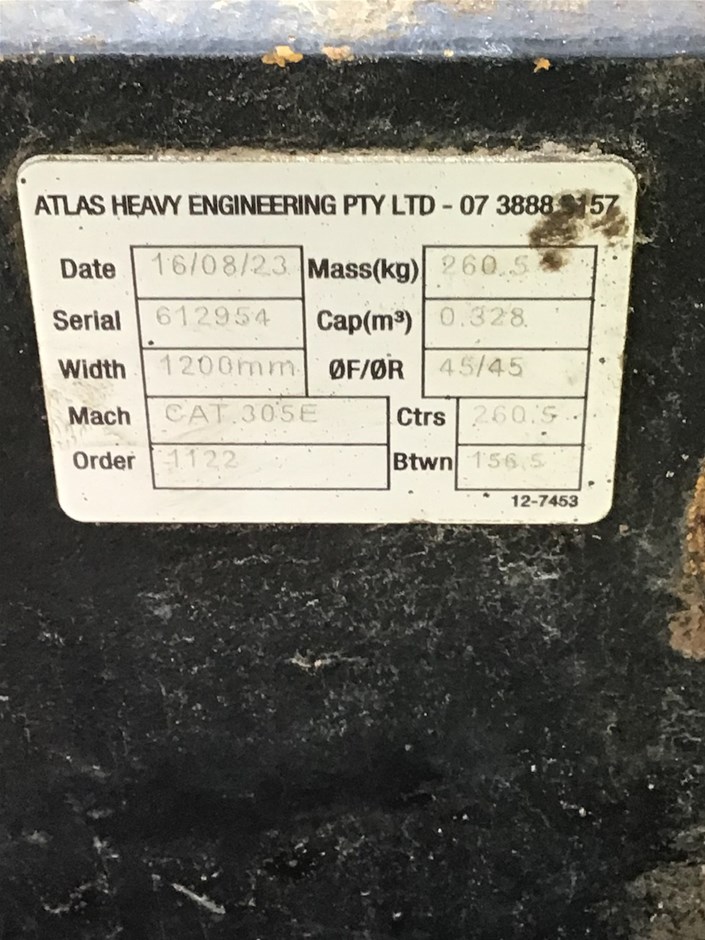 ATLAS HEAVY ENGINEERING PTY LTD - 07 3888
Date 16/08/23 Mass(kg) 260.5
Serial 612954 Cap(m³) 0.328
Width 1200mm ØF/ØR 45/45
Mach CAT 305E Ctrs 260.5
Order 1122 Btwn 156.5
12-7453